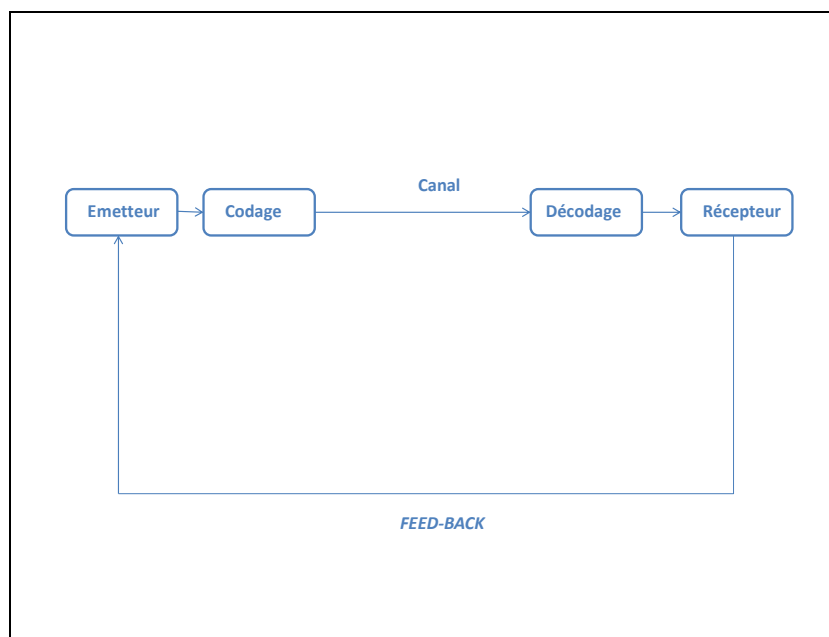 Canal
Emetteur
Codage
Décodage
Récepteur
FEED-BACK